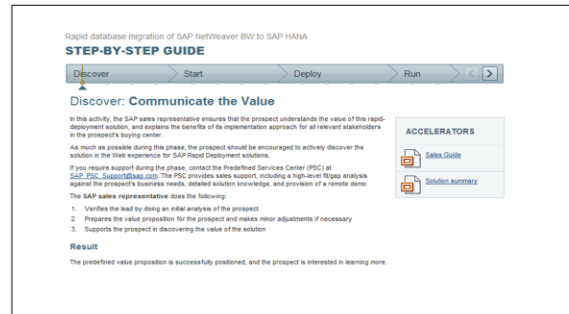 Rapid database migration of SAP NetWeaver BW to SAP HANA
STEP-BY-STEP GUIDE
Discover
Start
Deploy
Run
Discover: Communicate the Value
In this activity, the SAP sales representative ensures that the prospect understands the value of this rapid-
deployment solution, and explains the benefits of its implementation approach for all relevant stakeholders
in the prospect's buying center.
As much as possible during this phase, the prospect should be encouraged to actively discover the
solution in the Web experience for SAP Rapid Deployment solutions.
If you require support during the phase, contact the Predefined Services Center (PSC) at
SAP_PSC_Support@sap.com. The PSC provides sales support, including a high-level fit/gap analysis
against the prospect's business needs, detailed solution knowledge, and provision of a remote demo.
The SAP sales representative does the following:
1. Verifies the lead by doing an initial analysis of the prospect
2. Prepares the value proposition for the prospect and makes minor adjustments if necessary
3. Supports the prospect in discovering the value of the solution
Result
The predefined value proposition is successfully positioned, and the prospect is interested in learning more.
ACCELERATORS
Sales Guide
Solution summary